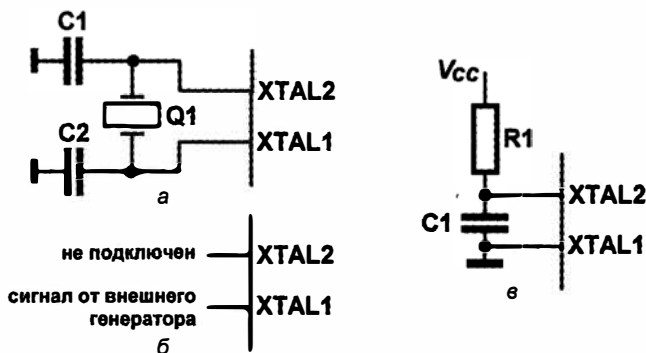 C1
XTAL2
Q1
C2
XTAL1
а
не подключен
XTAL2
сигнал от внешнего
генератора
XTAL1
б
Vcc
R1
XTAL2
C1
XTAL1
в